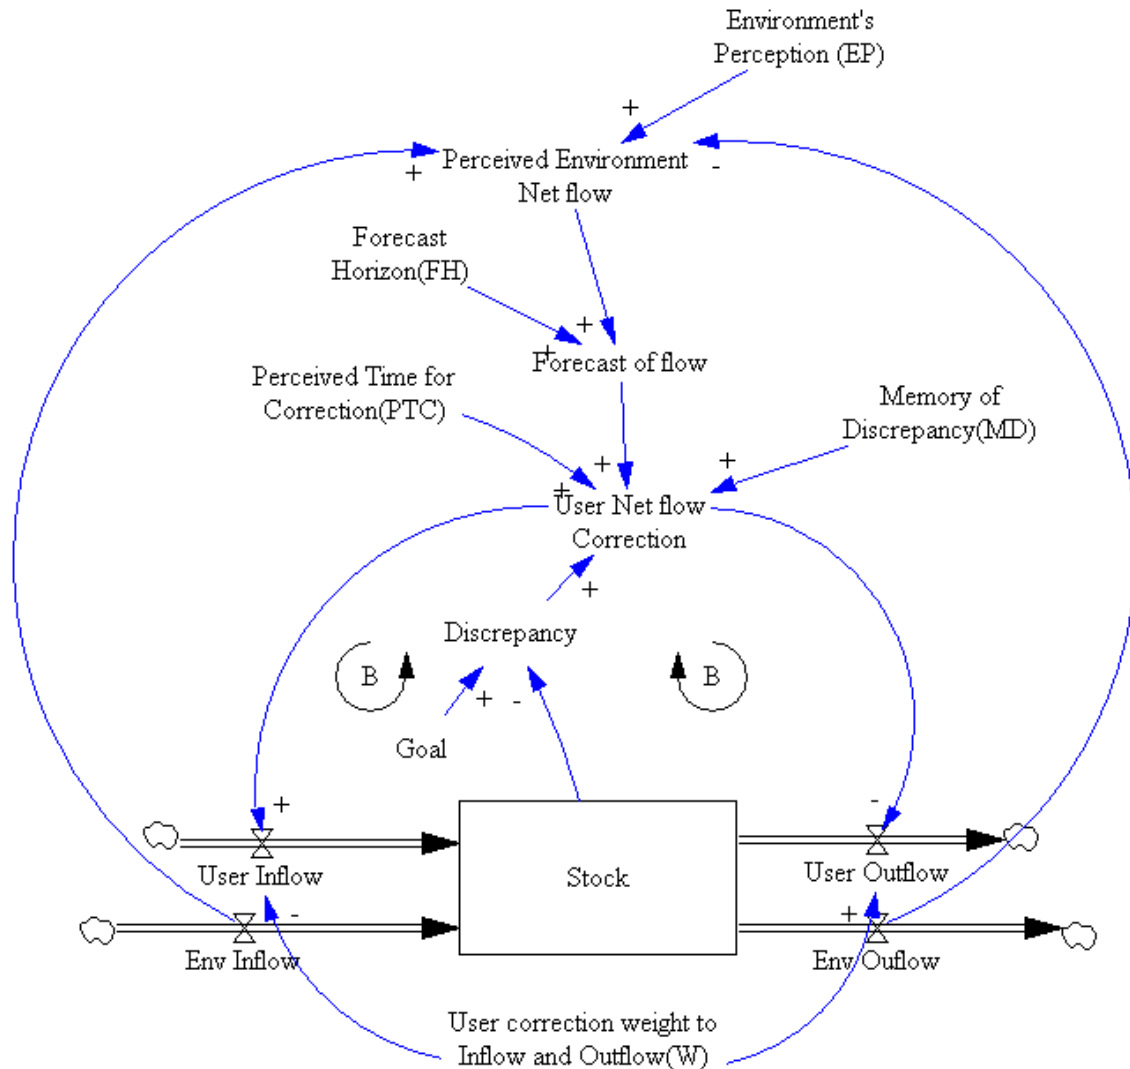 Environment's
Perception (EP)
+
Perceived Environment
Net flow
+
-
Forecast
Horizon(FH)
+
+
Forecast of flow
Perceived Time for
Correction(PTC)
Memory of
Discrepancy(MD)
+
+
+
User Net flow
Correction
+
Discrepancy
B
B
+
-
Goal
+
-
User Inflow
Stock
User Outflow
-
+
Env Inflow
Env Ouflow
User correction weight to
Inflow and Outflow(W)